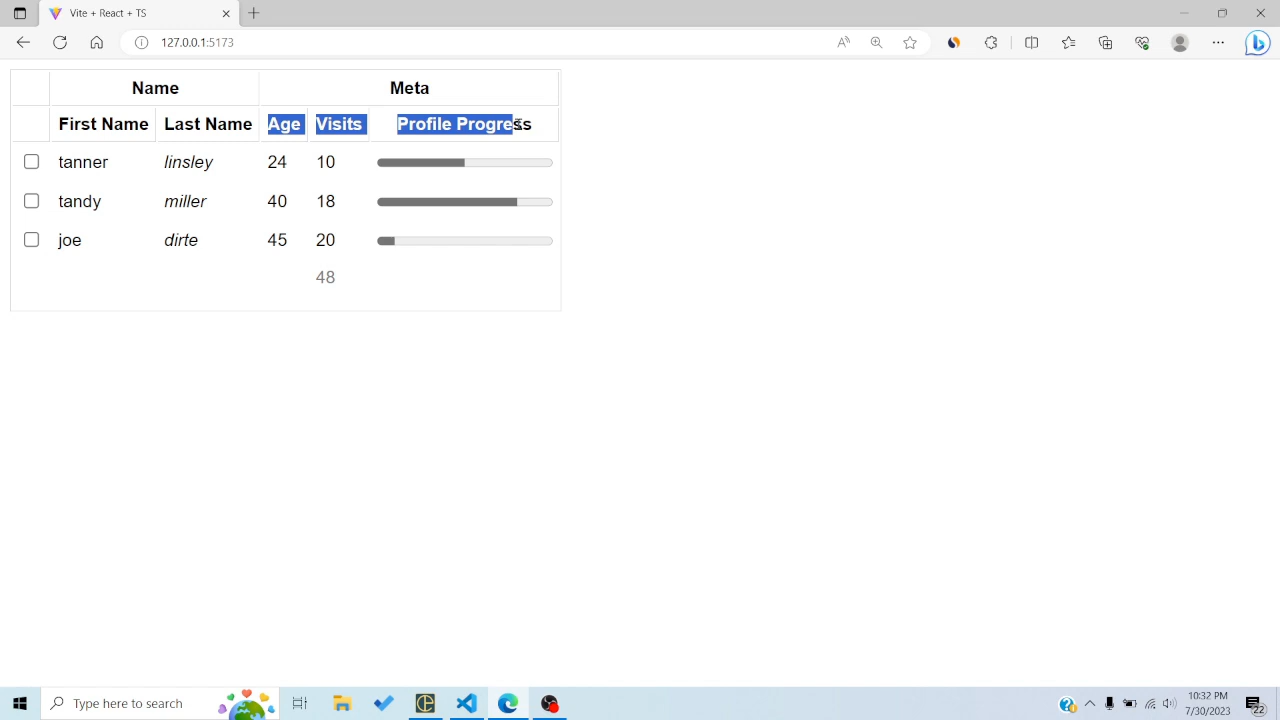 Vite + React + TS
127.0.0.1:5173
Name Meta
First Name Last Name Age Visits Profile Progress
tanner linsley 24 10
tandy miller 40 18
joe dirte 45 20
48
Type here to search
10:32 PM
7/30/2023
22